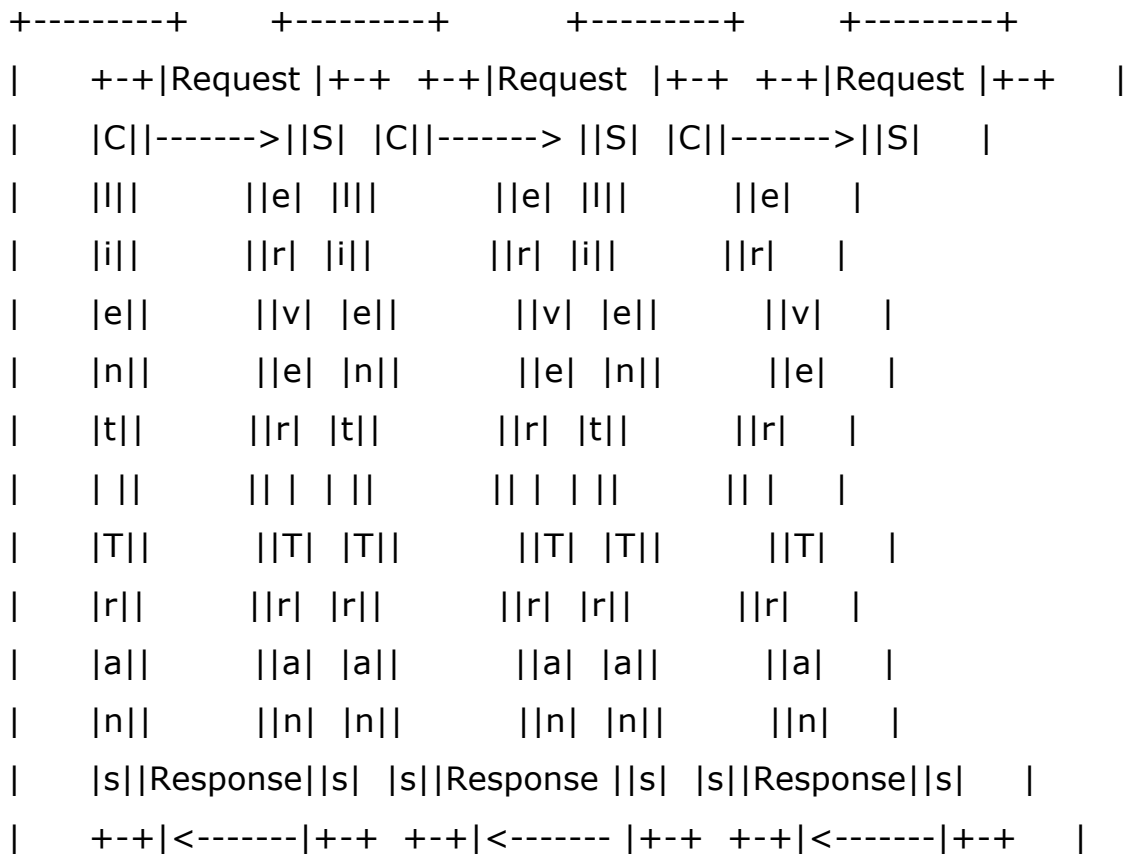 +---------+     +---------+       +---------+      +---------+
|    +-+|Request |+-+  +-+|Request  |+-+  +-+|Request |+-+    |
|    |C||------->||S|  |C||-------> ||S|  |C||------->||S|    |
|    |l||       ||e|  |l||        ||e|  |l||       ||e|    |
|    |i||       ||r|  |i||        ||r|  |i||       ||r|    |
|    |e||       ||v|  |e||        ||v|  |e||       ||v|    |
|    |n||       ||e|  |n||        ||e|  |n||       ||e|    |
|    |t||       ||r|  |t||        ||r|  |t||       ||r|    |
|    | ||       || |  | ||        || |  | ||       || |    |
|    |T||       ||T|  |T||        ||T|  |T||       ||T|    |
|    |r||       ||r|  |r||        ||r|  |r||       ||r|    |
|    |a||       ||a|  |a||        ||a|  |a||       ||a|    |
|    |n||       ||n|  |n||        ||n|  |n||       ||n|    |
|    |s||Response||s|  |s||Response ||s|  |s||Response||s|    |
|    +-+|<-------|+-+  +-+|<------- |+-+  +-+|<-------|+-+    |